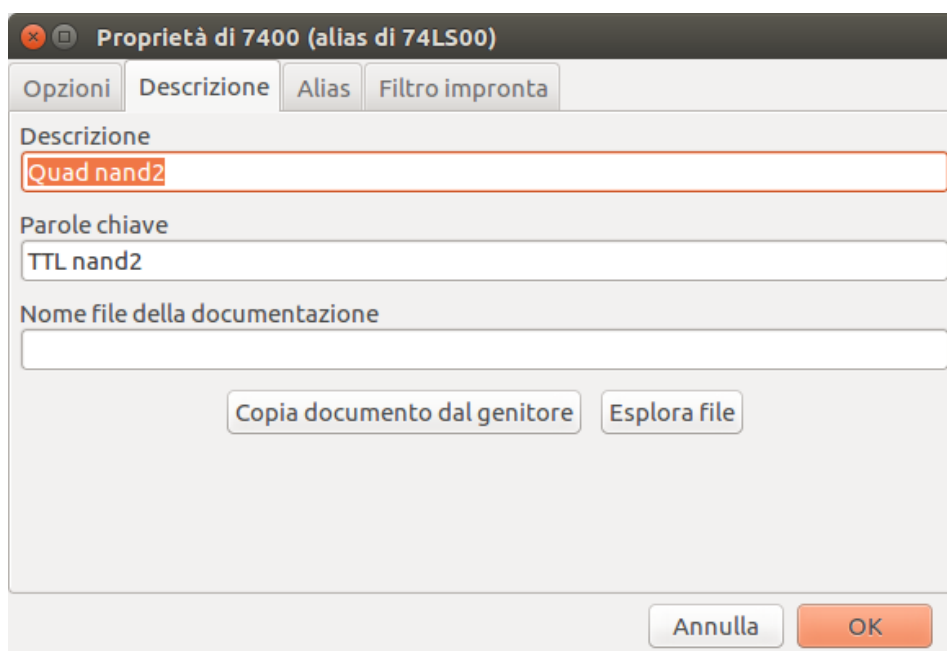 Proprietà di 7400 (alias di 74LS00)
Opzioni Descrizione Alias Filtro impronta
Descrizione
Quad nand2
Parole chiave
TTL nand2
Nome file della documentazione
Copia documento dal genitore Esplora file
Annulla OK